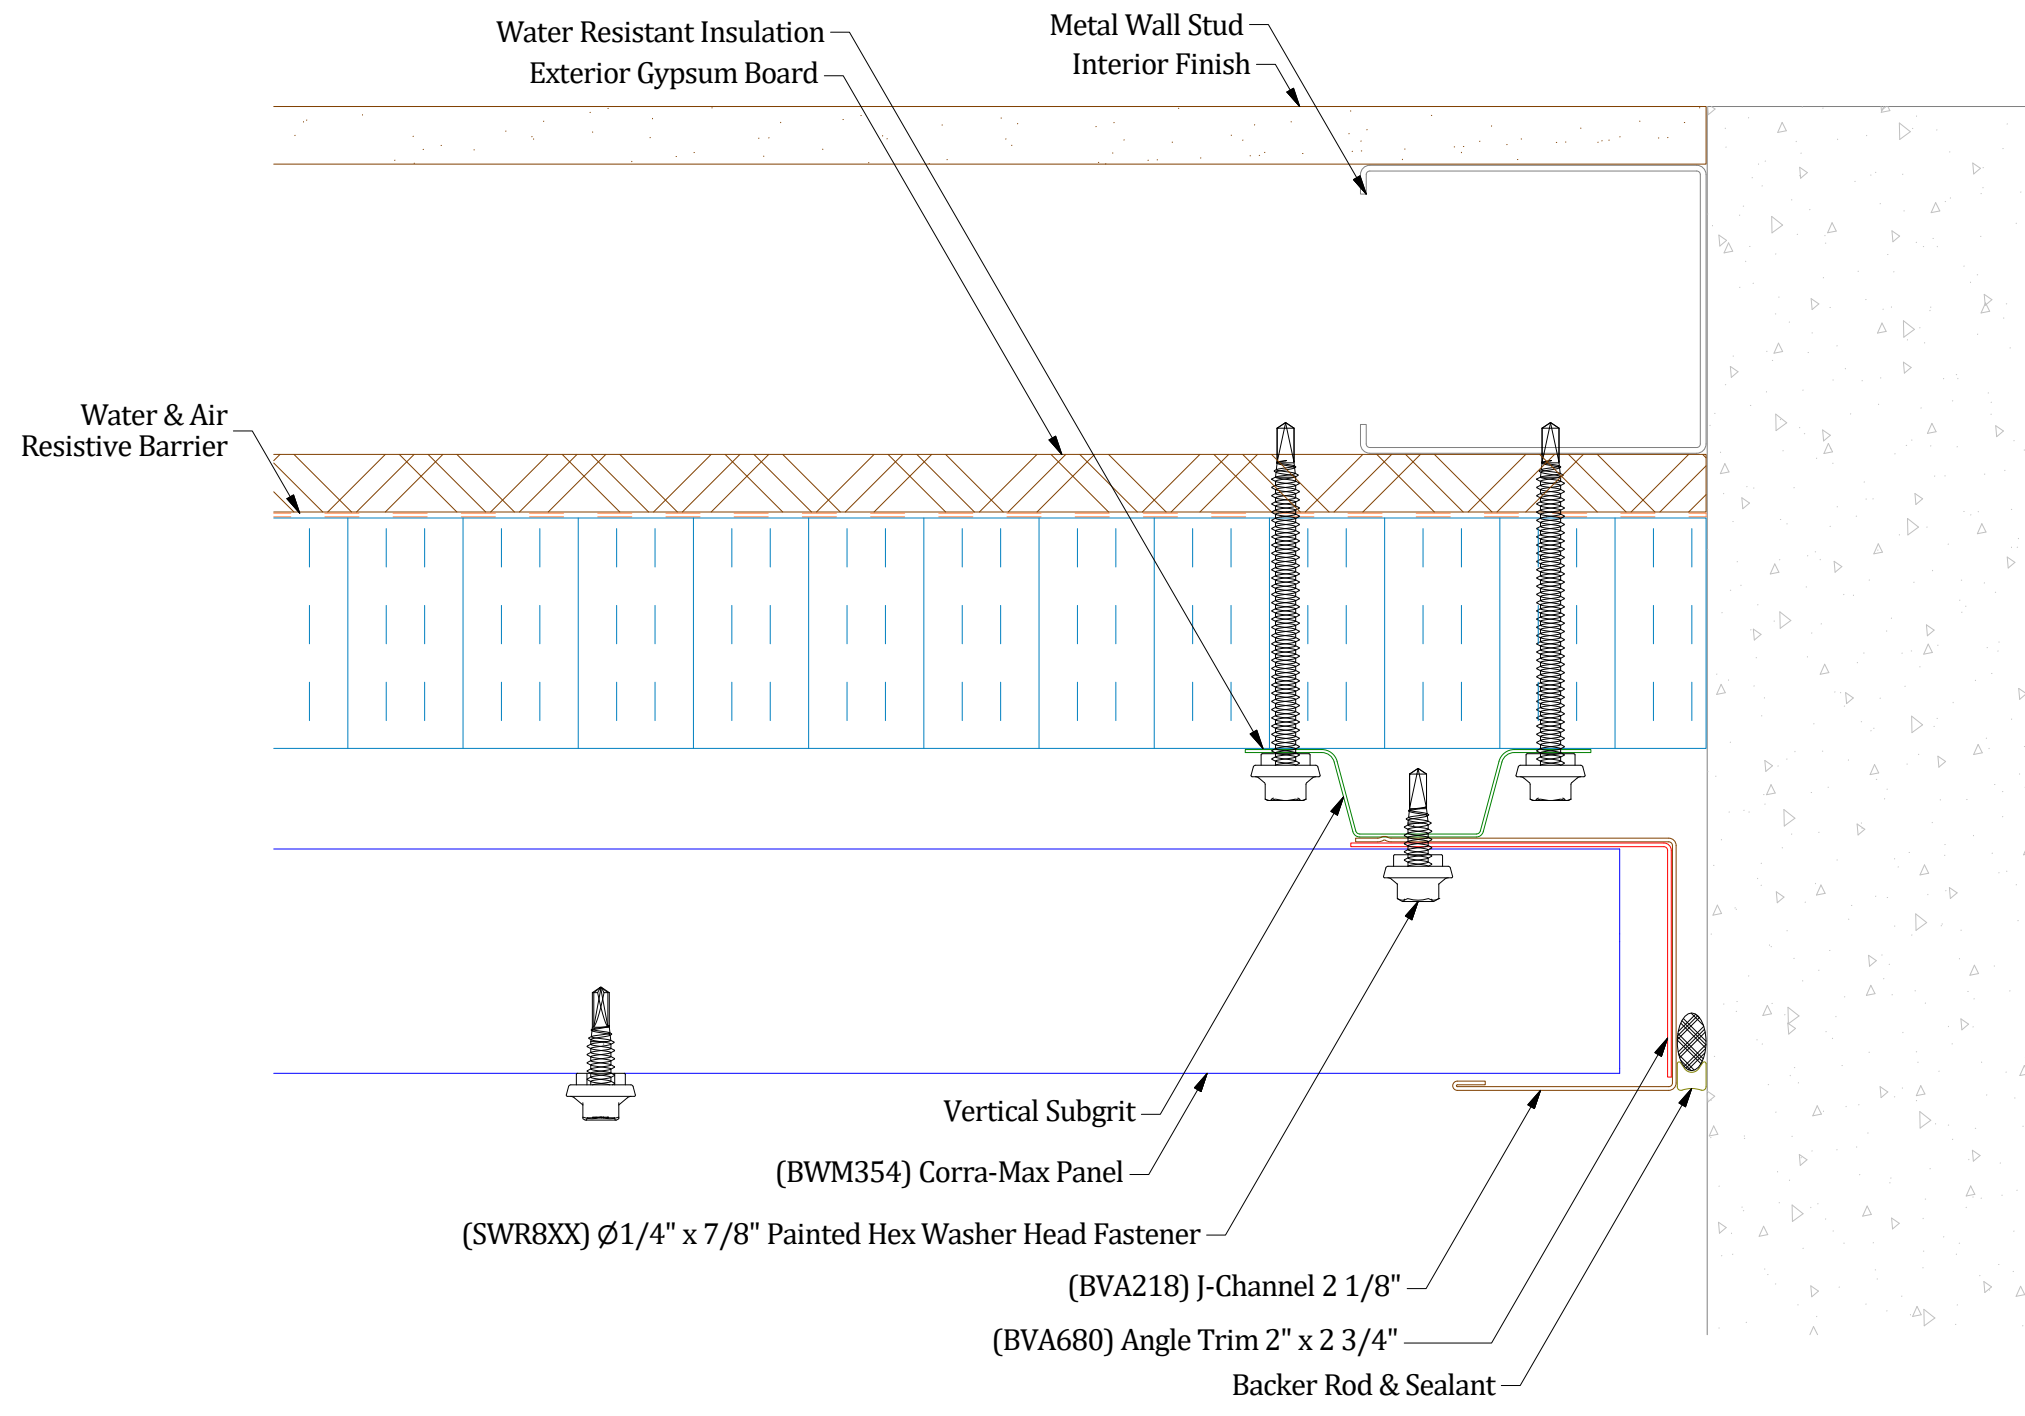 Water Resistant Insulation
Exterior Gypsum Board
Metal Wall Stud
Interior Finish
Water & Air
Resistive Barrier
Vertical Subgrit
(BWM354) Corra-Max Panel
(SWR8XX) Ø1/4" x 7/8" Painted Hex Washer Head Fastener
(BVA218) J-Channel 2 1/8"
(BVA680) Angle Trim 2" x 2 3/4"
Backer Rod & Sealant